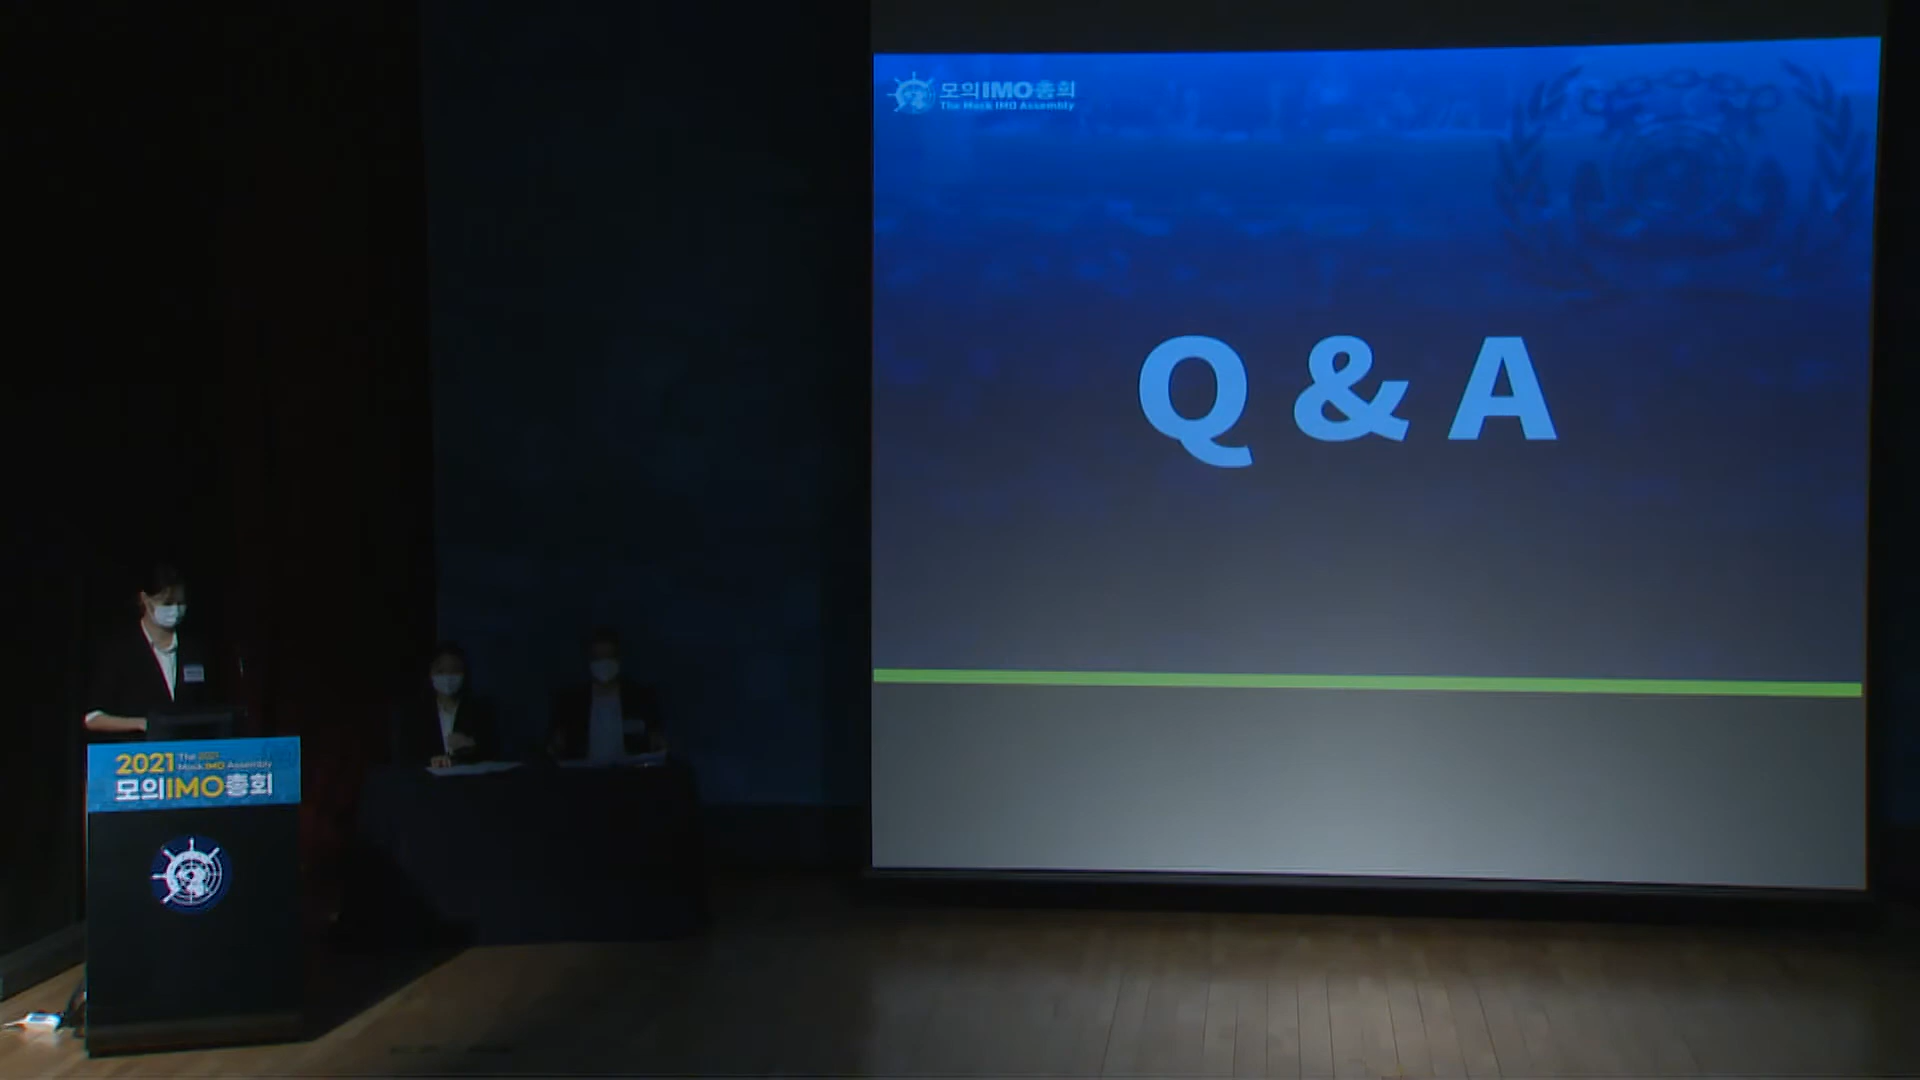 모의IMO총회
The Mock IMO Assembly
Q & A
2021 The 2021
Mock IMO Assembly
모의IMO총회